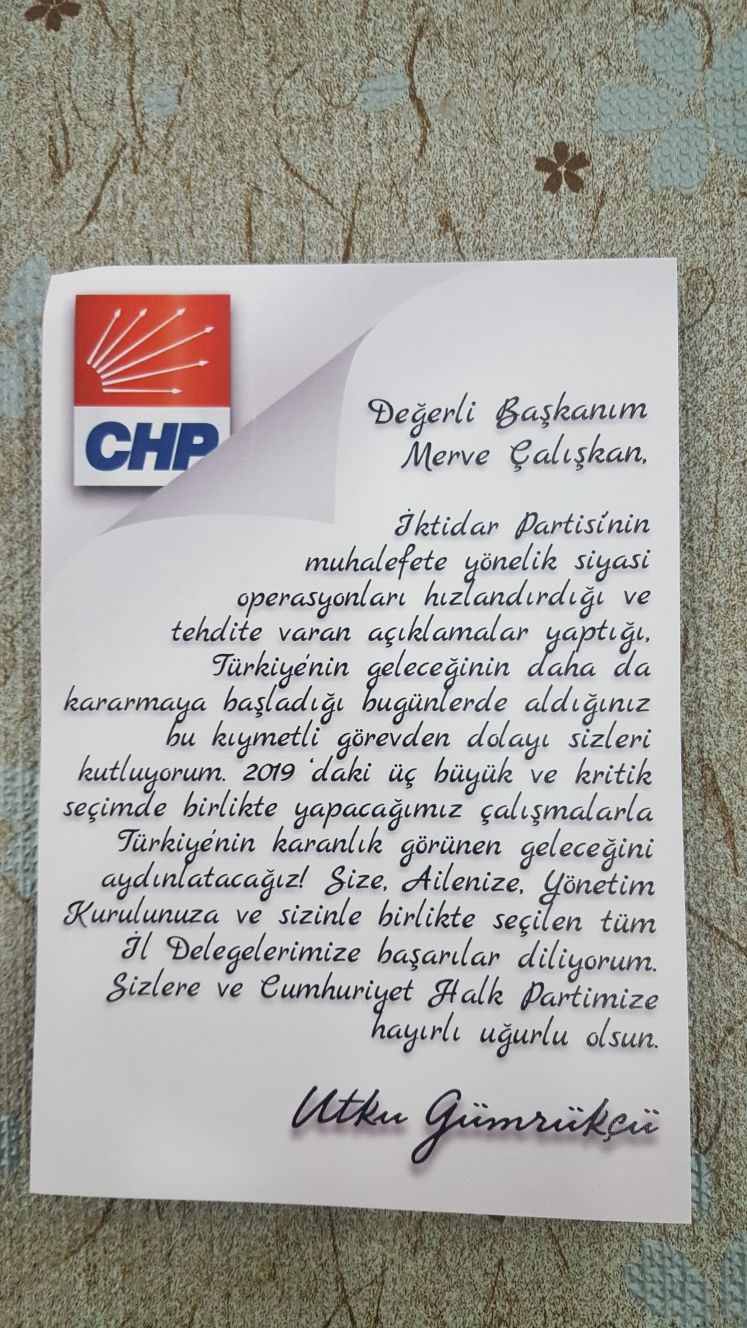 CHP
Değerli Başkanım
Merve Çalışkan,
İktidar Partisi'nin
muhalefete yönelik siyasi
operasyonları hızlandırdığı ve
tehdite varan açıklamalar yaptığı,
Türkiye'nin geleceğinin daha da
kararmaya başladığı bugünlerde aldığınız
bu kıymetli görevden dolayı sizleri
kutluyorum. 2019 'daki üç büyük ve kritik
seçimde birlikte yapacağımız çalışmalarla
Türkiye'nin karanlık görünen geleceğini
aydınlatacağız! Size, Ailenize, Yönetim
Kurulunuza ve sizinle birlikte seçilen tüm
İl Delegelerimize başarılar diliyorum.
Sizlere ve Cumhuriyet Halk Partimize
hayırlı uğurlu olsun.
Utku Gümrükçü